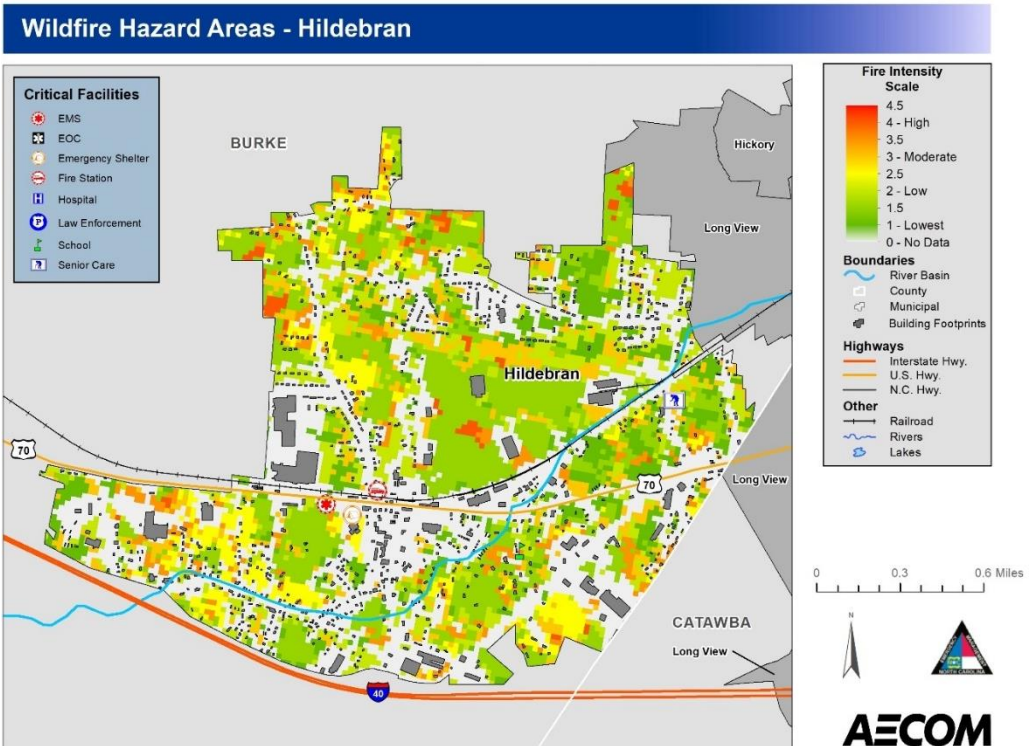 Wildfire Hazard Areas - Hildebran
Critical Facilities
EMS
EOC
Emergency Shelter
Fire Station
Hospital
Law Enforcement
School
Senior Care
BURKE
Hickory
Long View
Hildebran
70
70
Long View
CATAWBA
Long View
40
Fire Intensity
Scale
4.5
4 - High
3.5
3 - Moderate
2.5
2 - Low
1.5
1 - Lowest
0 - No Data
Boundaries
River Basin
County
Municipal
Building Footprints
Highways
Interstate Hwy.
U.S. Hwy.
N.C. Hwy.
Other
Railroad
Rivers
Lakes
0 0.3 0.6 Miles
N
NORTH CAROLINA
AECOM